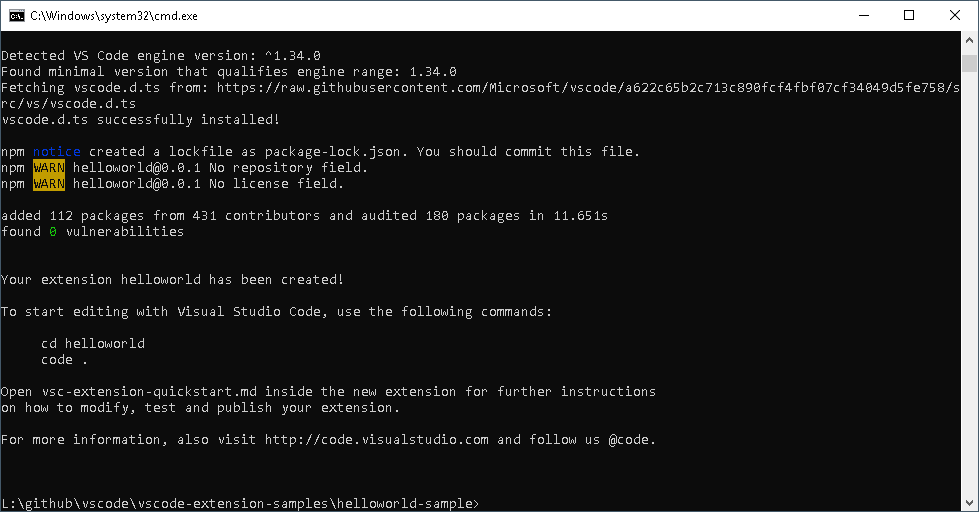 C:\Windows\system32\cmd.exe
Detected VS Code engine version: ^1.34.0
Found minimal version that qualifies engine range: 1.34.0
Fetching vscode.d.ts from: https://raw.githubusercontent.com/Microsoft/vscode/a622c65b2c713c890fcf4fbf07cf34049d5fe758/s
rc/vs/vscode.d.ts
vscode.d.ts successfully installed!
npm notice created a lockfile as package-lock.json. You should commit this file.
npm WARN helloworld@0.0.1 No repository field.
npm WARN helloworld@0.0.1 No license field.
added 112 packages from 431 contributors and audited 180 packages in 11.651s
found 0 vulnerabilities
Your extension helloworld has been created!
To start editing with Visual Studio Code, use the following commands:
cd helloworld
code .
Open vsc-extension-quickstart.md inside the new extension for further instructions
on how to modify, test and publish your extension.
For more information, also visit http://code.visualstudio.com and follow us @code.
L:\github\vscode\vscode-extension-samples\helloworld-sample>